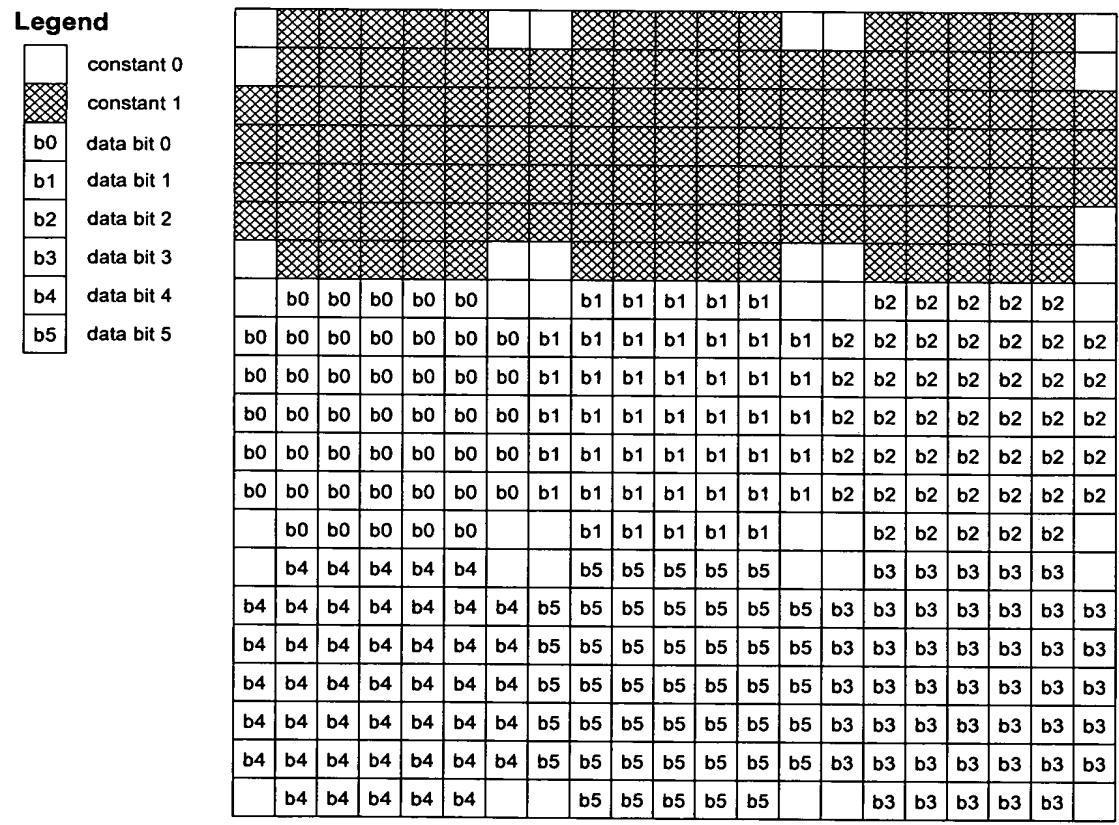 Legend
constant 0
constant 1
b0 data bit 0
b1 data bit 1
b2 data bit 2
b3 data bit 3
b4 data bit 4
b5 data bit 5
b0 b0 b0 b0 b0 b1 b1 b1 b1 b1 b2 b2 b2 b2 b2
b0 b0 b0 b0 b0 b0 b0 b1 b1 b1 b1 b1 b1 b1 b2 b2 b2 b2 b2 b2 b2
b0 b0 b0 b0 b0 b0 b0 b1 b1 b1 b1 b1 b1 b1 b2 b2 b2 b2 b2 b2 b2
b0 b0 b0 b0 b0 b0 b0 b1 b1 b1 b1 b1 b1 b1 b2 b2 b2 b2 b2 b2 b2
b0 b0 b0 b0 b0 b0 b0 b1 b1 b1 b1 b1 b1 b1 b2 b2 b2 b2 b2 b2 b2
b0 b0 b0 b0 b0 b0 b0 b1 b1 b1 b1 b1 b1 b1 b2 b2 b2 b2 b2 b2 b2
b0 b0 b0 b0 b0 b1 b1 b1 b1 b1 b2 b2 b2 b2 b2
b4 b4 b4 b4 b4 b5 b5 b5 b5 b5 b3 b3 b3 b3 b3
b4 b4 b4 b4 b4 b4 b4 b5 b5 b5 b5 b5 b5 b5 b3 b3 b3 b3 b3 b3 b3
b4 b4 b4 b4 b4 b4 b4 b5 b5 b5 b5 b5 b5 b5 b3 b3 b3 b3 b3 b3 b3
b4 b4 b4 b4 b4 b4 b4 b5 b5 b5 b5 b5 b5 b5 b3 b3 b3 b3 b3 b3 b3
b4 b4 b4 b4 b4 b4 b4 b5 b5 b5 b5 b5 b5 b5 b3 b3 b3 b3 b3 b3 b3
b4 b4 b4 b4 b4 b4 b4 b5 b5 b5 b5 b5 b5 b5 b3 b3 b3 b3 b3 b3 b3
b4 b4 b4 b4 b4 b5 b5 b5 b5 b5 b3 b3 b3 b3 b3